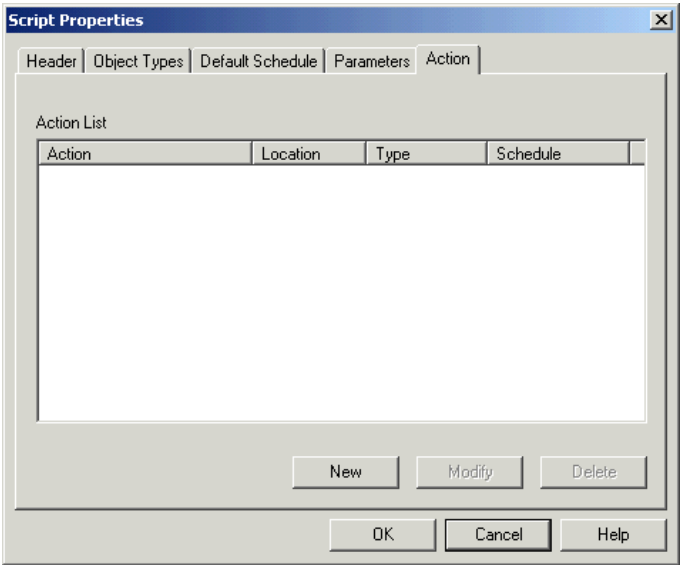 Script Properties
Header Object Types Default Schedule Parameters Action
Action List
Action Location Type Schedule
New Modify Delete
OK Cancel Help